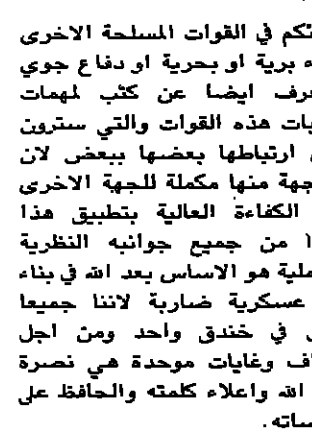 تكم في القوات المسلحة الاخرى
ء برية او بحرية او دفاع جوي
رف ايضا عن كثب لمهمات
يات هذه القوات والتي سترون
ارتباطها بعضها ببعض لان
جهة منها مكملة للجهة الاخرى
الكفاءة العالية بتطبيق هذا
ا من جميع جوانبه النظرية
ملية هو الاساس بعد الله في بناء
عسكرية ضاربة لاننا جميعا
في خندق واحد ومن اجل
اف وغايات موحدة هي نصرة
الله واعلاء كلمته والحافظ على
ساته.